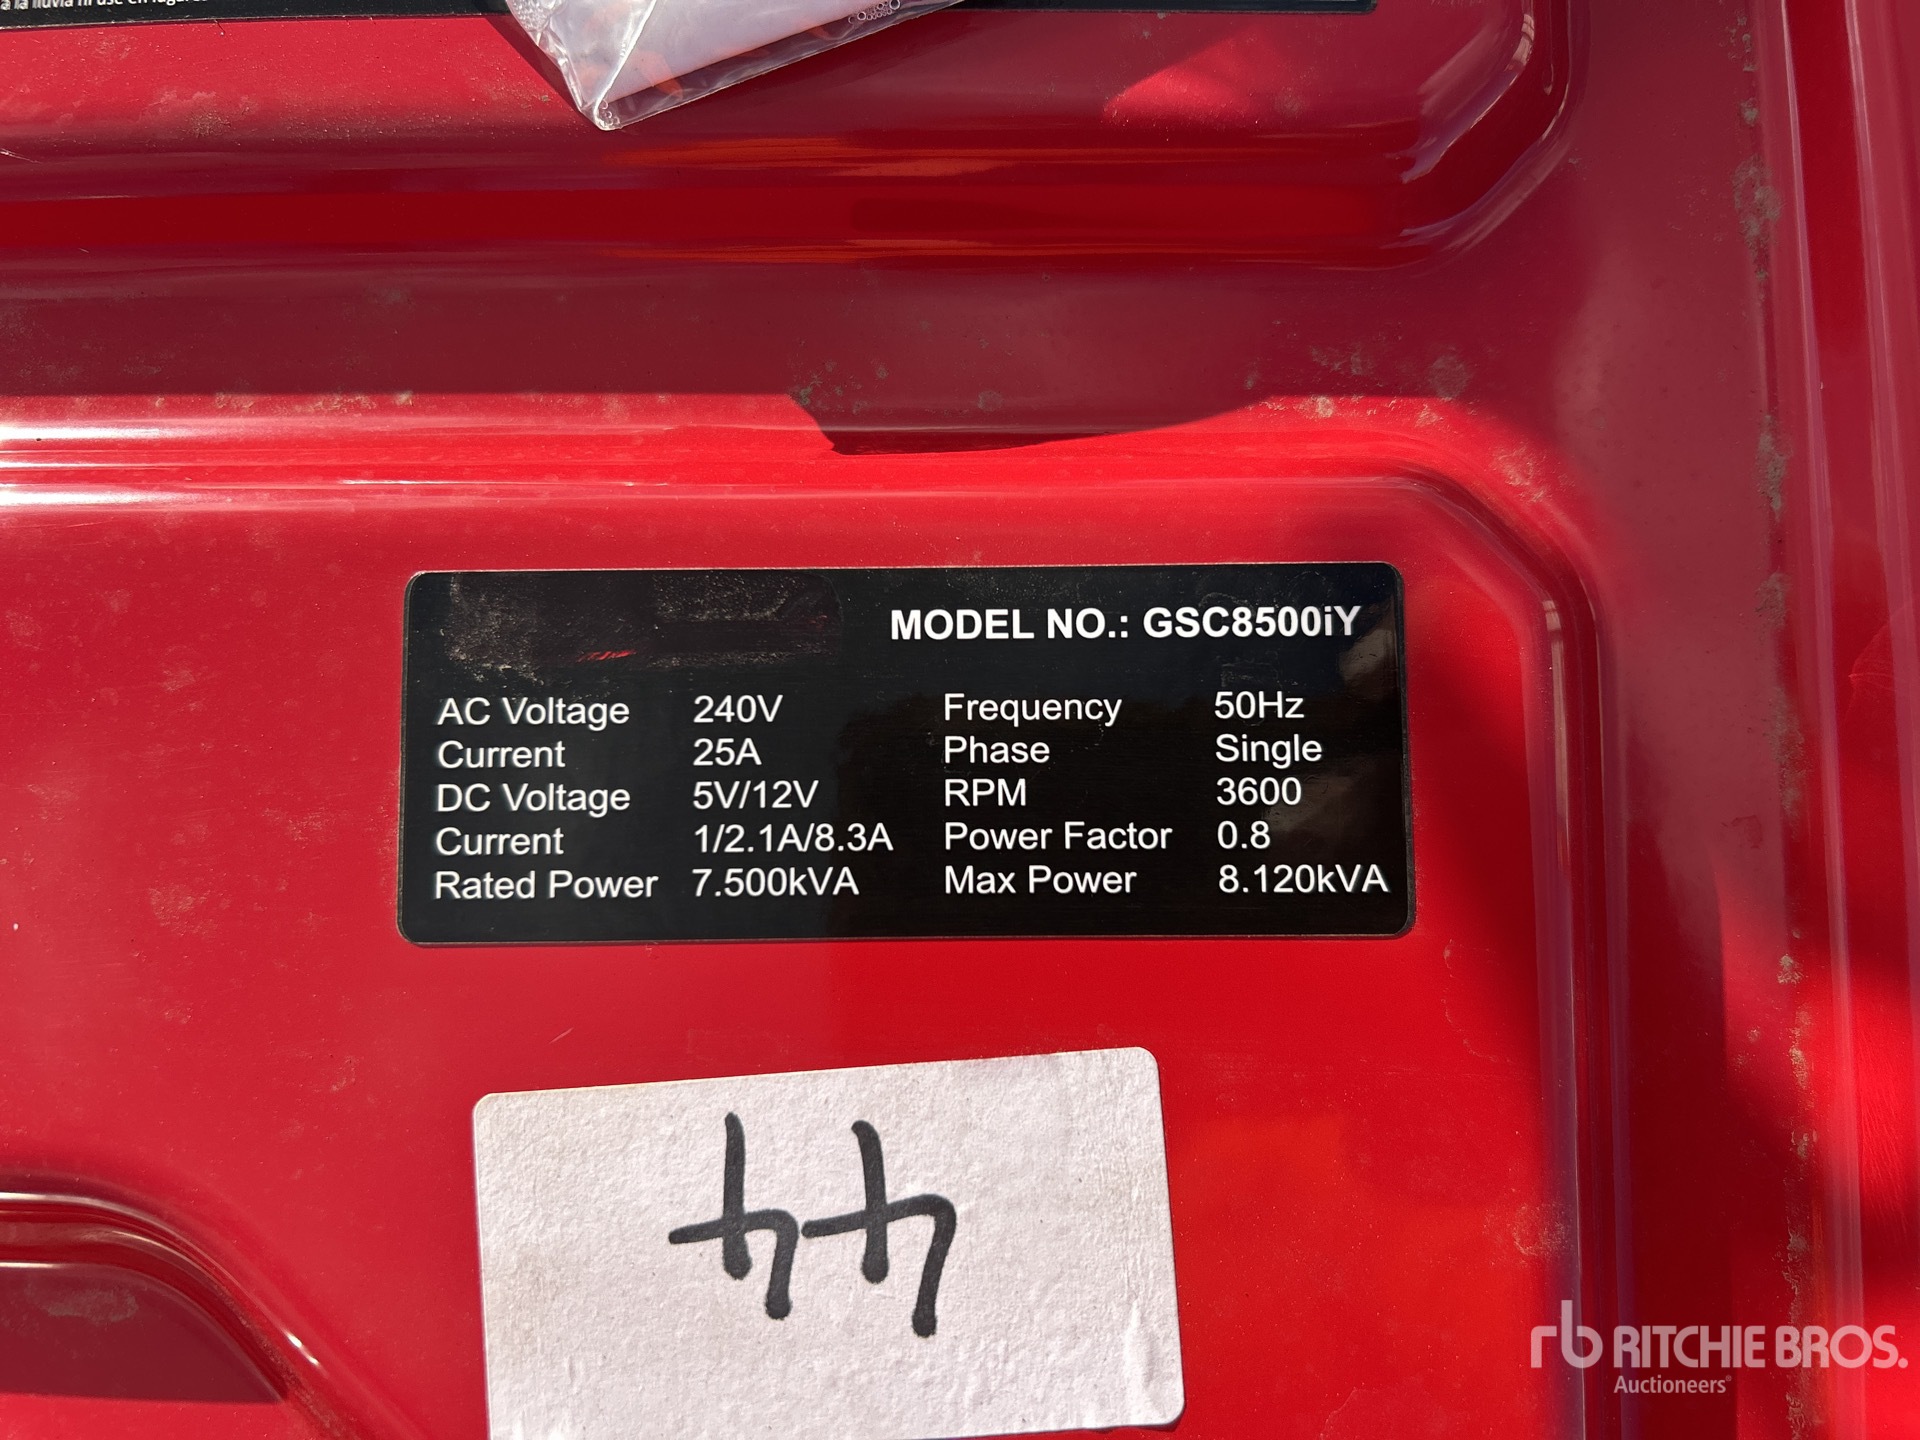 MODEL NO.: GSC8500iY
AC Voltage 240V Frequency 50Hz
Current 25A Phase Single
DC Voltage 5V/12V RPM 3600
Current 1/2.1A/8.3A Power Factor 0.8
Rated Power 7.500kVA Max Power 8.120kVA
44
rb RITCHIE BROS.
Auctioneers